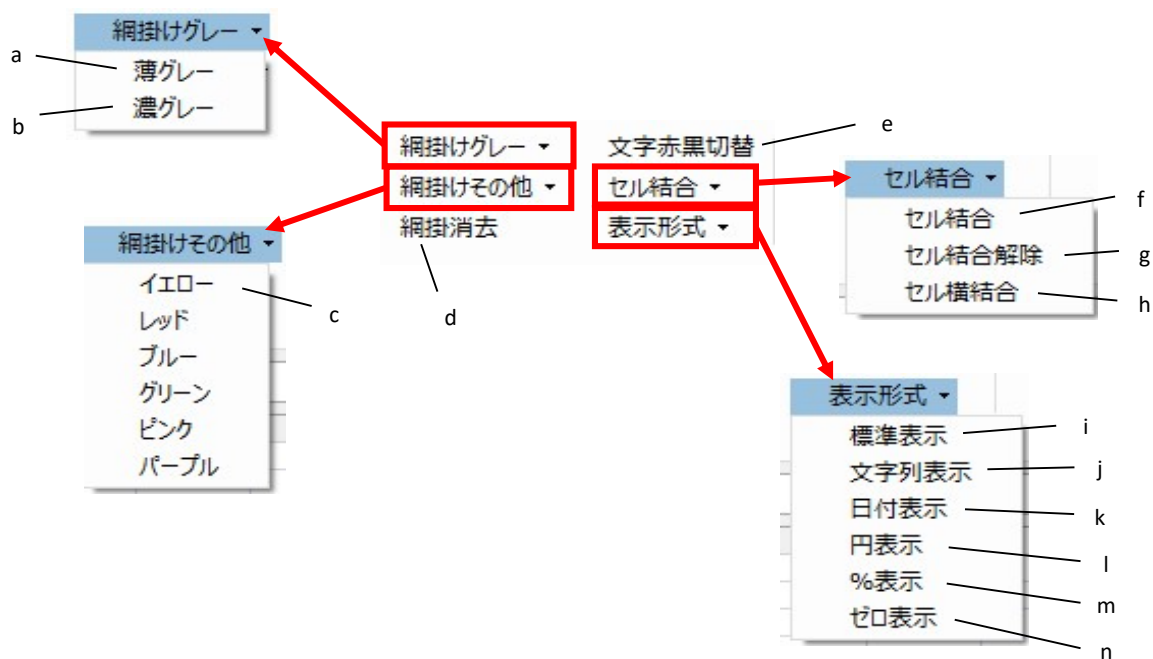 網掛けグレー
a
薄グレー
b
濃グレー
網掛けグレー
網掛けその他
網掛消去
d
文字赤黒切替
e
セル結合
表示形式
セル結合
セル結合
f
セル結合解除
g
セル横結合
h
網掛けその他
イエロー
c
レッド
ブルー
グリーン
ピンク
パープル
表示形式
標準表示
i
文字列表示
j
日付表示
k
円表示
l
%表示
m
ゼロ表示
n